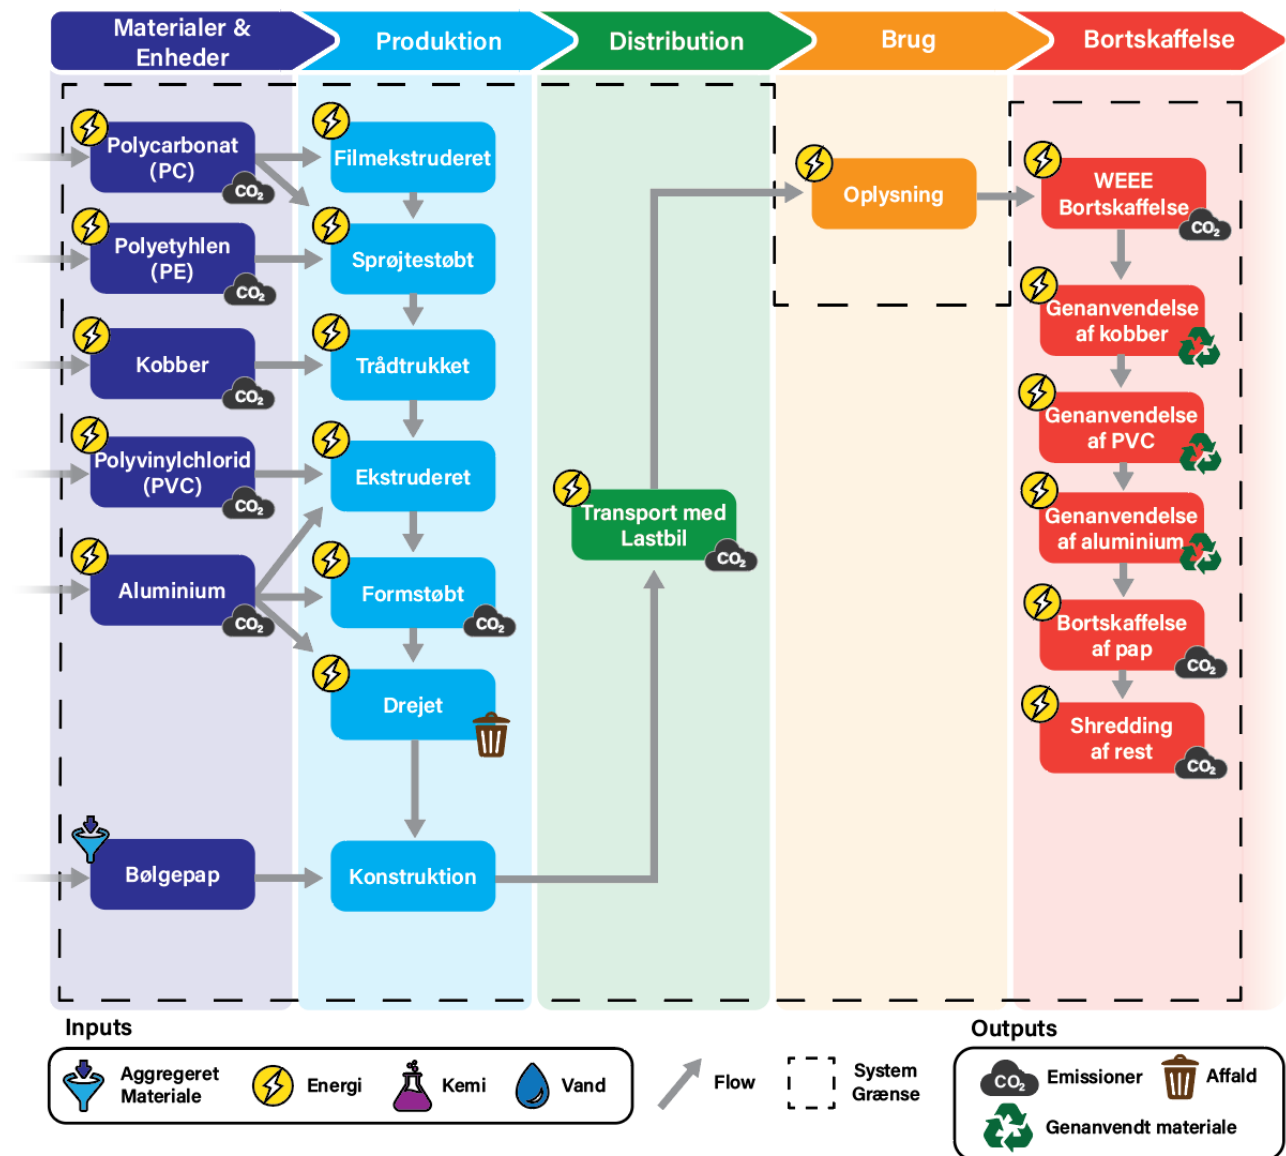 Materialer &
Enheder
Produktion
Distribution
Brug
Bortskaffelse
Polycarbonat
(PC)
CO₂
Polyetyhlen
(PE)
CO₂
Kobber
CO₂
Polyvinylchlorid
(PVC)
CO₂
Aluminium
CO₂
Bølgepap
Filmekstruderet
Sprøjtestøbt
Trådtrukket
Ekstruderet
Formstøbt
CO₂
Drejet
Konstruktion
Transport med
Lastbil
CO₂
Oplysning
WEEE
Bortskaffelse
CO₂
Genanvendelse
af kobber
Genanvendelse
af PVC
Genanvendelse
af aluminium
Bortskaffelse
af pap
CO₂
Shredding
af rest
CO₂
Inputs
Aggregeret
Materiale
Energi
Kemi
Vand
Flow
System
Grænse
Outputs
CO₂
Emissioner
Affald
Genanvendt materiale